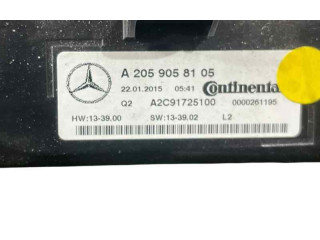 A 205 905 81 05
22.01.2015 05:41 Continental
Q2 A2C91725100 0000261195
HW:13-39.00 SW:13-39.02 L2